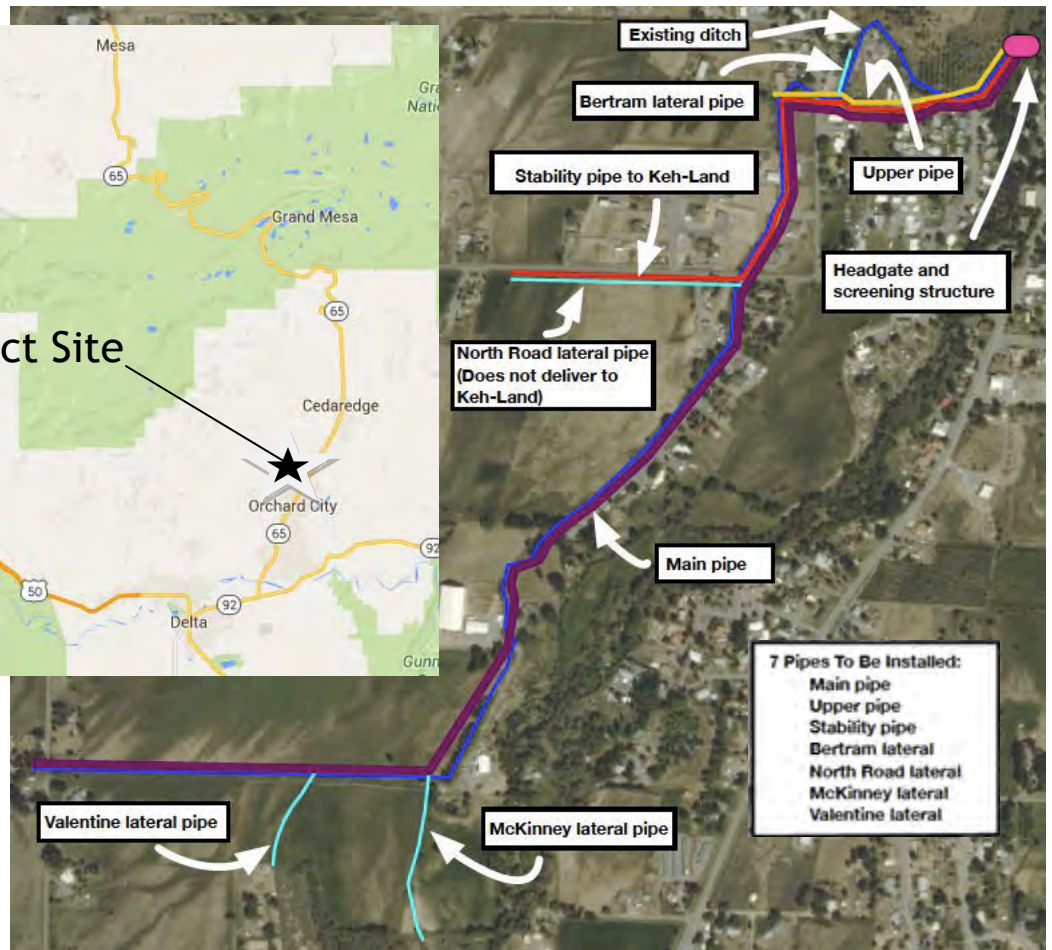 Mesa
65
Gra
Natio
Grand Mesa
65
ct Site
Cedaredge
Orchard City
65
92
50
92
Delta
Gunn
Existing ditch
Bertram lateral pipe
Stability pipe to Keh-Land
Upper pipe
Headgate and
screening structure
North Road lateral pipe
(Does not deliver to
Keh-Land)
Main pipe
7 Pipes To Be Installed:
Main pipe
Upper pipe
Stability pipe
Bertram lateral
North Road lateral
McKinney lateral
Valentine lateral
Valentine lateral pipe
McKinney lateral pipe